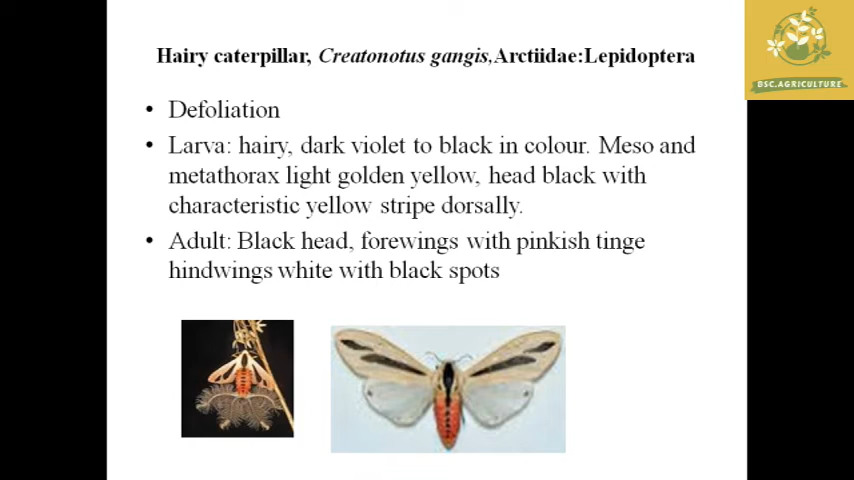 Hairy caterpillar, Creatonotus gangis,Arctiidae:Lepidoptera
BSC.AGRICULTURE
• Defoliation
• Larva: hairy, dark violet to black in colour. Meso and
metathorax light golden yellow, head black with
characteristic yellow stripe dorsally.
• Adult: Black head, forewings with pinkish tinge
hindwings white with black spots